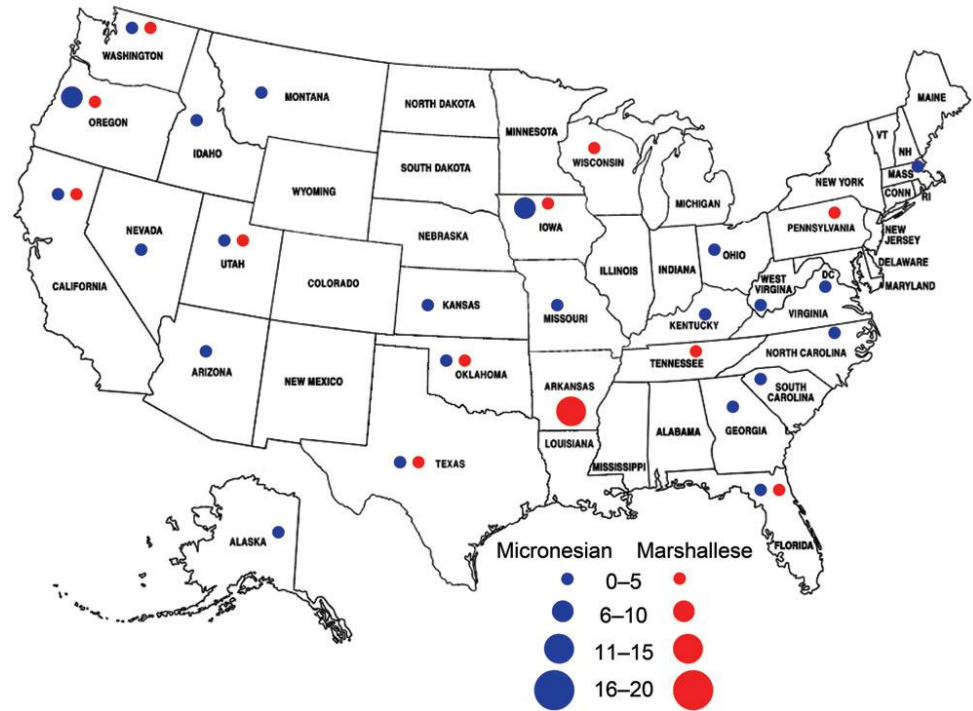 WASHINGTON
MONTANA
NORTH DAKOTA
MINNESOTA
MAINE
OREGON
IDAHO
SOUTH DAKOTA
WISCONSIN
VT
NH
WYOMING
MICHIGAN
NEW YORK
MASS
CONN
RI
NEVADA
UTAH
NEBRASKA
IOWA
PENNSYLVANIA
NEW
JERSEY
CALIFORNIA
COLORADO
KANSAS
MISSOURI
ILLINOIS
INDIANA
OHIO
WEST
VIRGINA
DC
DELAWARE
MARYLAND
KENTUCKY
VIRGINIA
ARIZONA
NEW MEXICO
OKLAHOMA
ARKANSAS
TENNESSEE
NORTH CAROLINA
SOUTH
CAROLINA
TEXAS
LOUISIANA
MISSISSIPPI
ALABAMA
GEORGIA
ALASKA
FLORIDA
Micronesian Marshallese
0–5
6–10
11–15
16–20